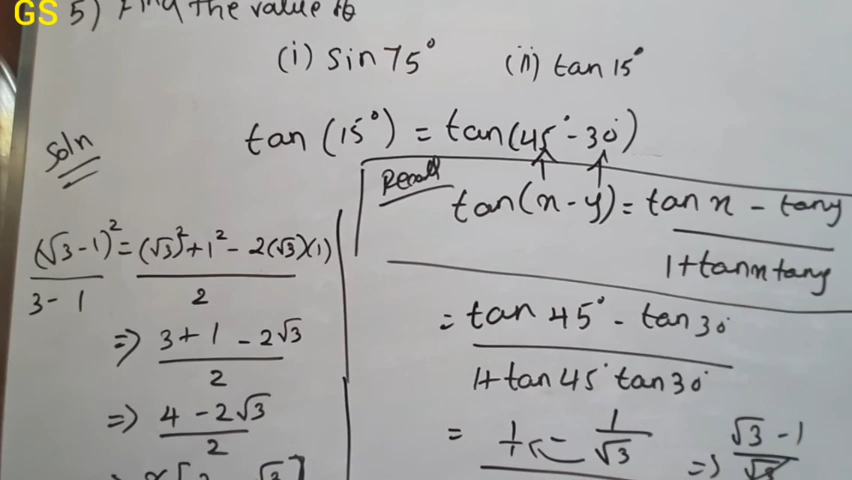 GS 5) Find the value to
(i) sin 75° (ii) tan 15°
Soln
tan (15°) = tan(45° - 30°)
Recall
tan(x - y) = tan x - tan y
1 + tan x tan y
= tan 45° - tan 30°
1 + tan 45° tan 30°
= 1 - 1/√3 => √3 - 1
√3
(√3 - 1)² = (√3)² + 1² - 2(√3)(1)
3 - 1 2
=> 3 + 1 - 2√3
2
=> 4 - 2√3
2